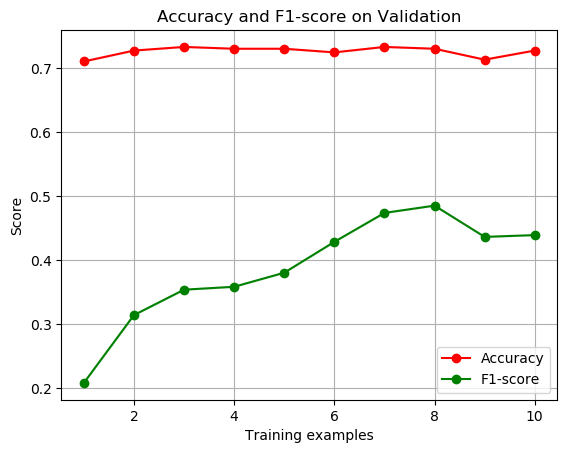 Accuracy and F1-score on Validation
0.7
0.6
0.5
0.4
0.3
0.2
Score
Accuracy
F1-score
2 4 6 8 10
Training examples